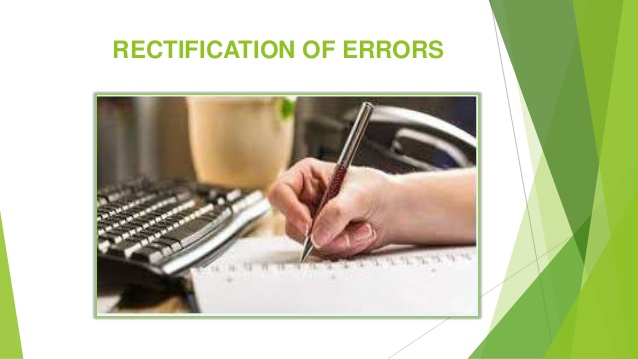 RECTIFICATION OF ERRORS